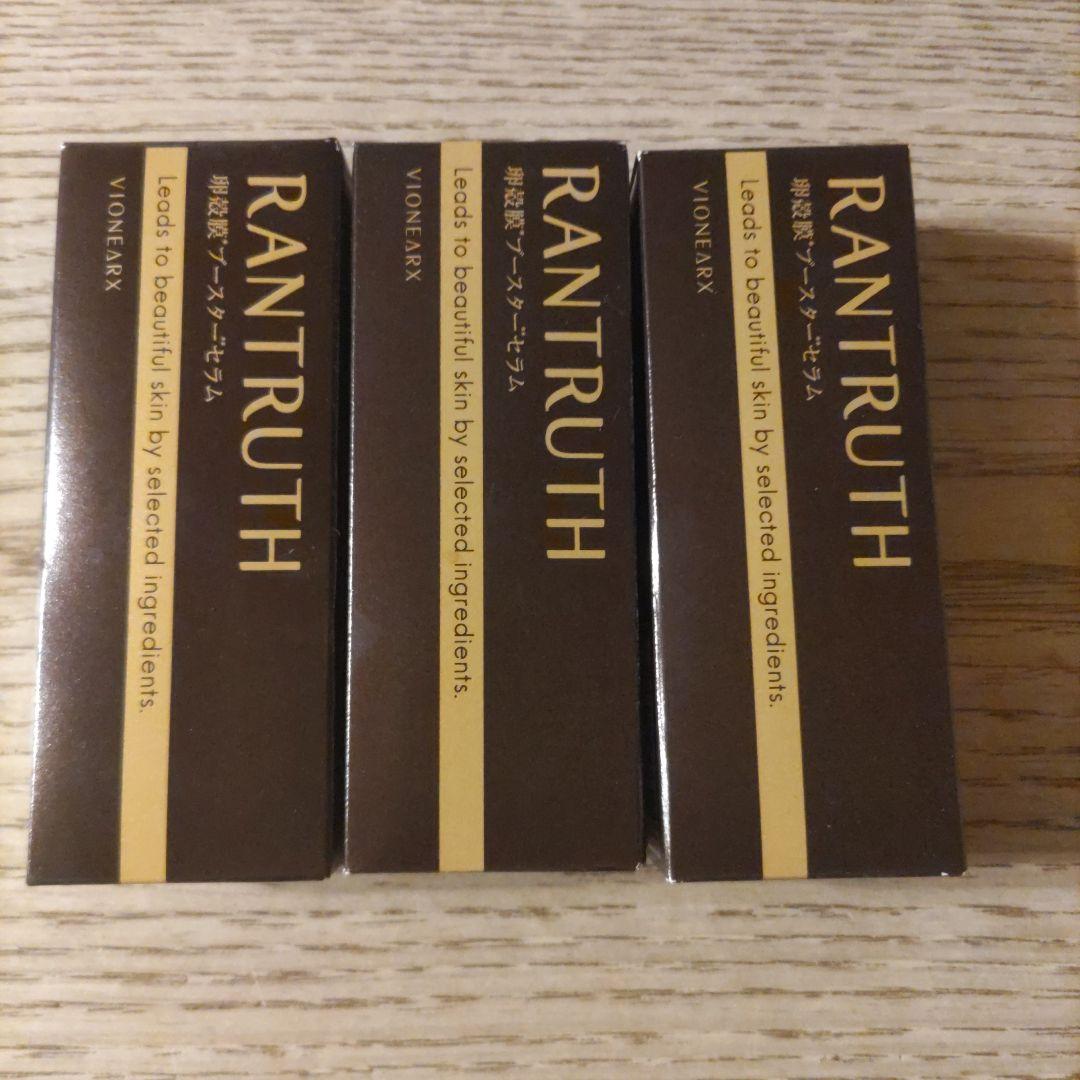 RANTRUTH
卵殻膜*ブースターセラム
Leads to beautiful skin by selected ingredients.
VIONEARX
RANTRUTH
卵殻膜*ブースターセラム
Leads to beautiful skin by selected ingredients.
VIONEARX
RANTRUTH
卵殻膜*ブースターセラム
Leads to beautiful skin by selected ingredients.
VIONEARX